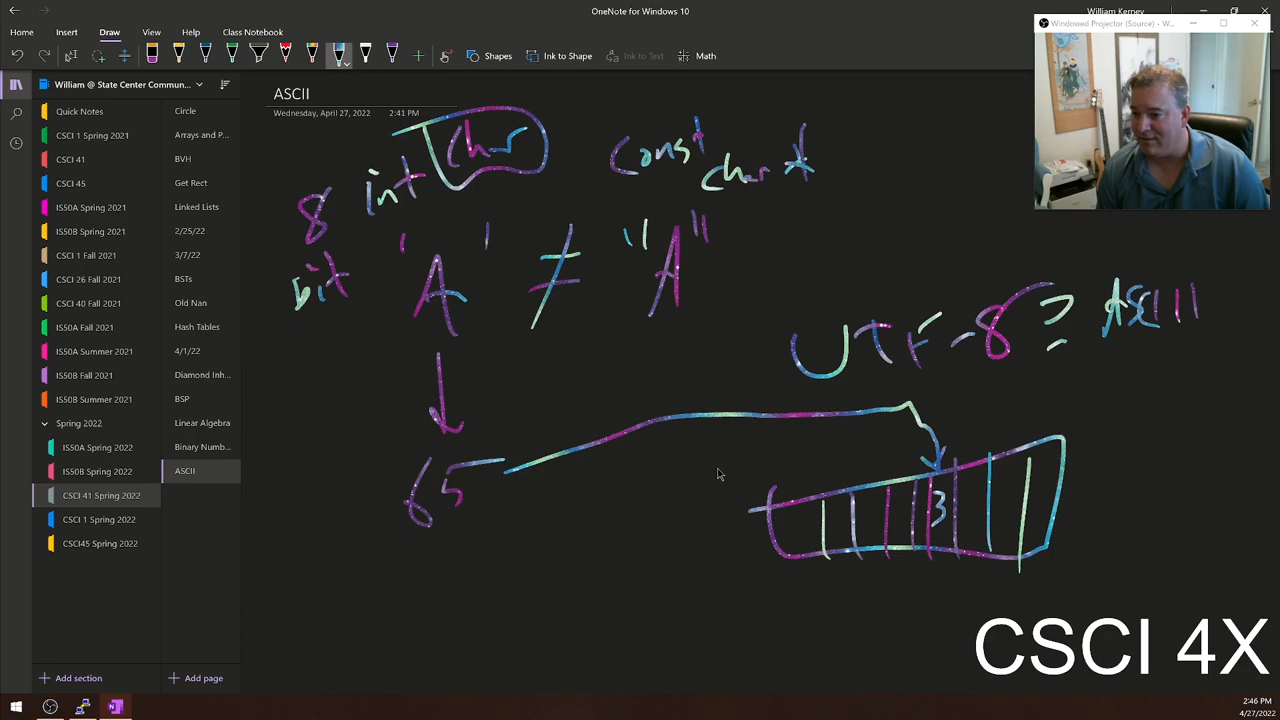 OneNote for Windows 10
William Kerney
Home
Insert
Draw
View
Help
Class Notebook
Shapes
Ink to Shape
Ink to Text
Math
Windowed Projector (Source) - W...
William @ State Center Commun...
Quick Notes
CSCI 1 Spring 2021
CSCI 41
CSCI 45
IS50A Spring 2021
IS50B Spring 2021
CSCI 1 Fall 2021
CSCI 26 Fall 2021
CSCI 40 Fall 2021
IS50A Fall 2021
IS50A Summer 2021
IS50B Fall 2021
IS50B Summer 2021
Spring 2022
IS50A Spring 2022
IS50B Spring 2022
CSCI 41 Spring 2022
CSCI 1 Spring 2022
CSCI45 Spring 2022
Add section
Circle
Arrays and P...
BVH
Get Rect
Linked Lists
2/25/22
3/7/22
BSTs
Old Nan
Hash Tables
4/1/22
Diamond Inh...
BSP
Linear Algebra
Binary Numb...
ASCII
Add page
ASCII
Wednesday, April 27, 2022 2:41 PM
char
const
char *
8 int
bit
'A' ≠ "A"
UTF-8 ⊇ ASCII
65
3
CSCI 4X
2:46 PM
4/27/2022